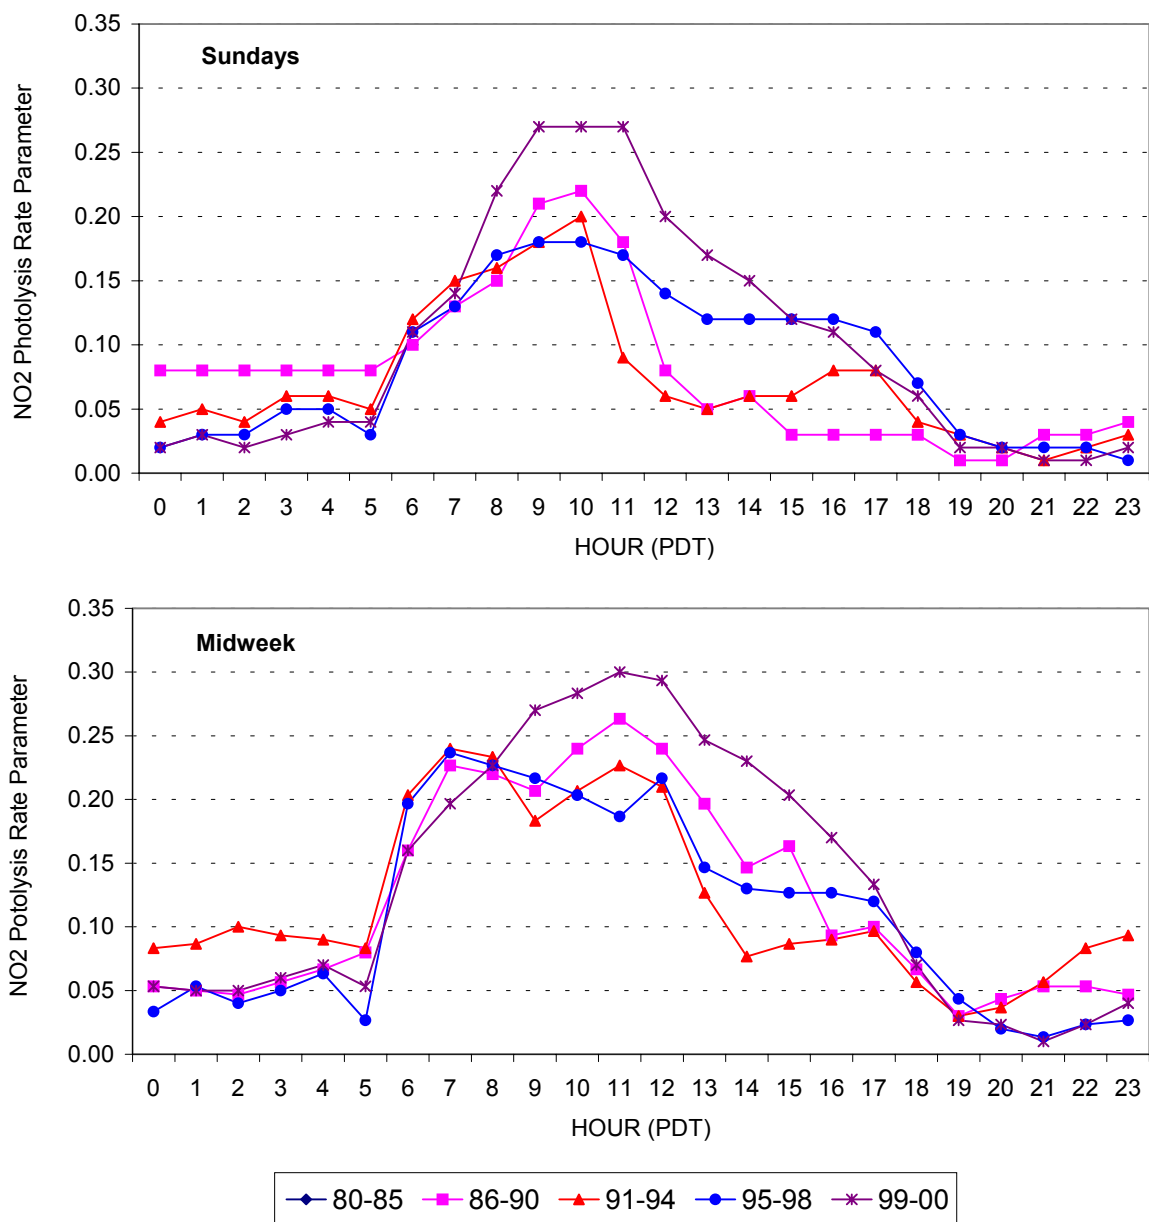 0.35
Sundays
0.30
0.25
0.20
0.15
0.10
0.05
0.00
NO2 Photolysis Rate Parameter
0 1 2 3 4 5 6 7 8 9 10 11 12 13 14 15 16 17 18 19 20 21 22 23
HOUR (PDT)
0.35
Midweek
0.30
0.25
0.20
0.15
0.10
0.05
0.00
NO2 Potolysis Rate Parameter
0 1 2 3 4 5 6 7 8 9 10 11 12 13 14 15 16 17 18 19 20 21 22 23
HOUR (PDT)
80-85 86-90 91-94 95-98 99-00